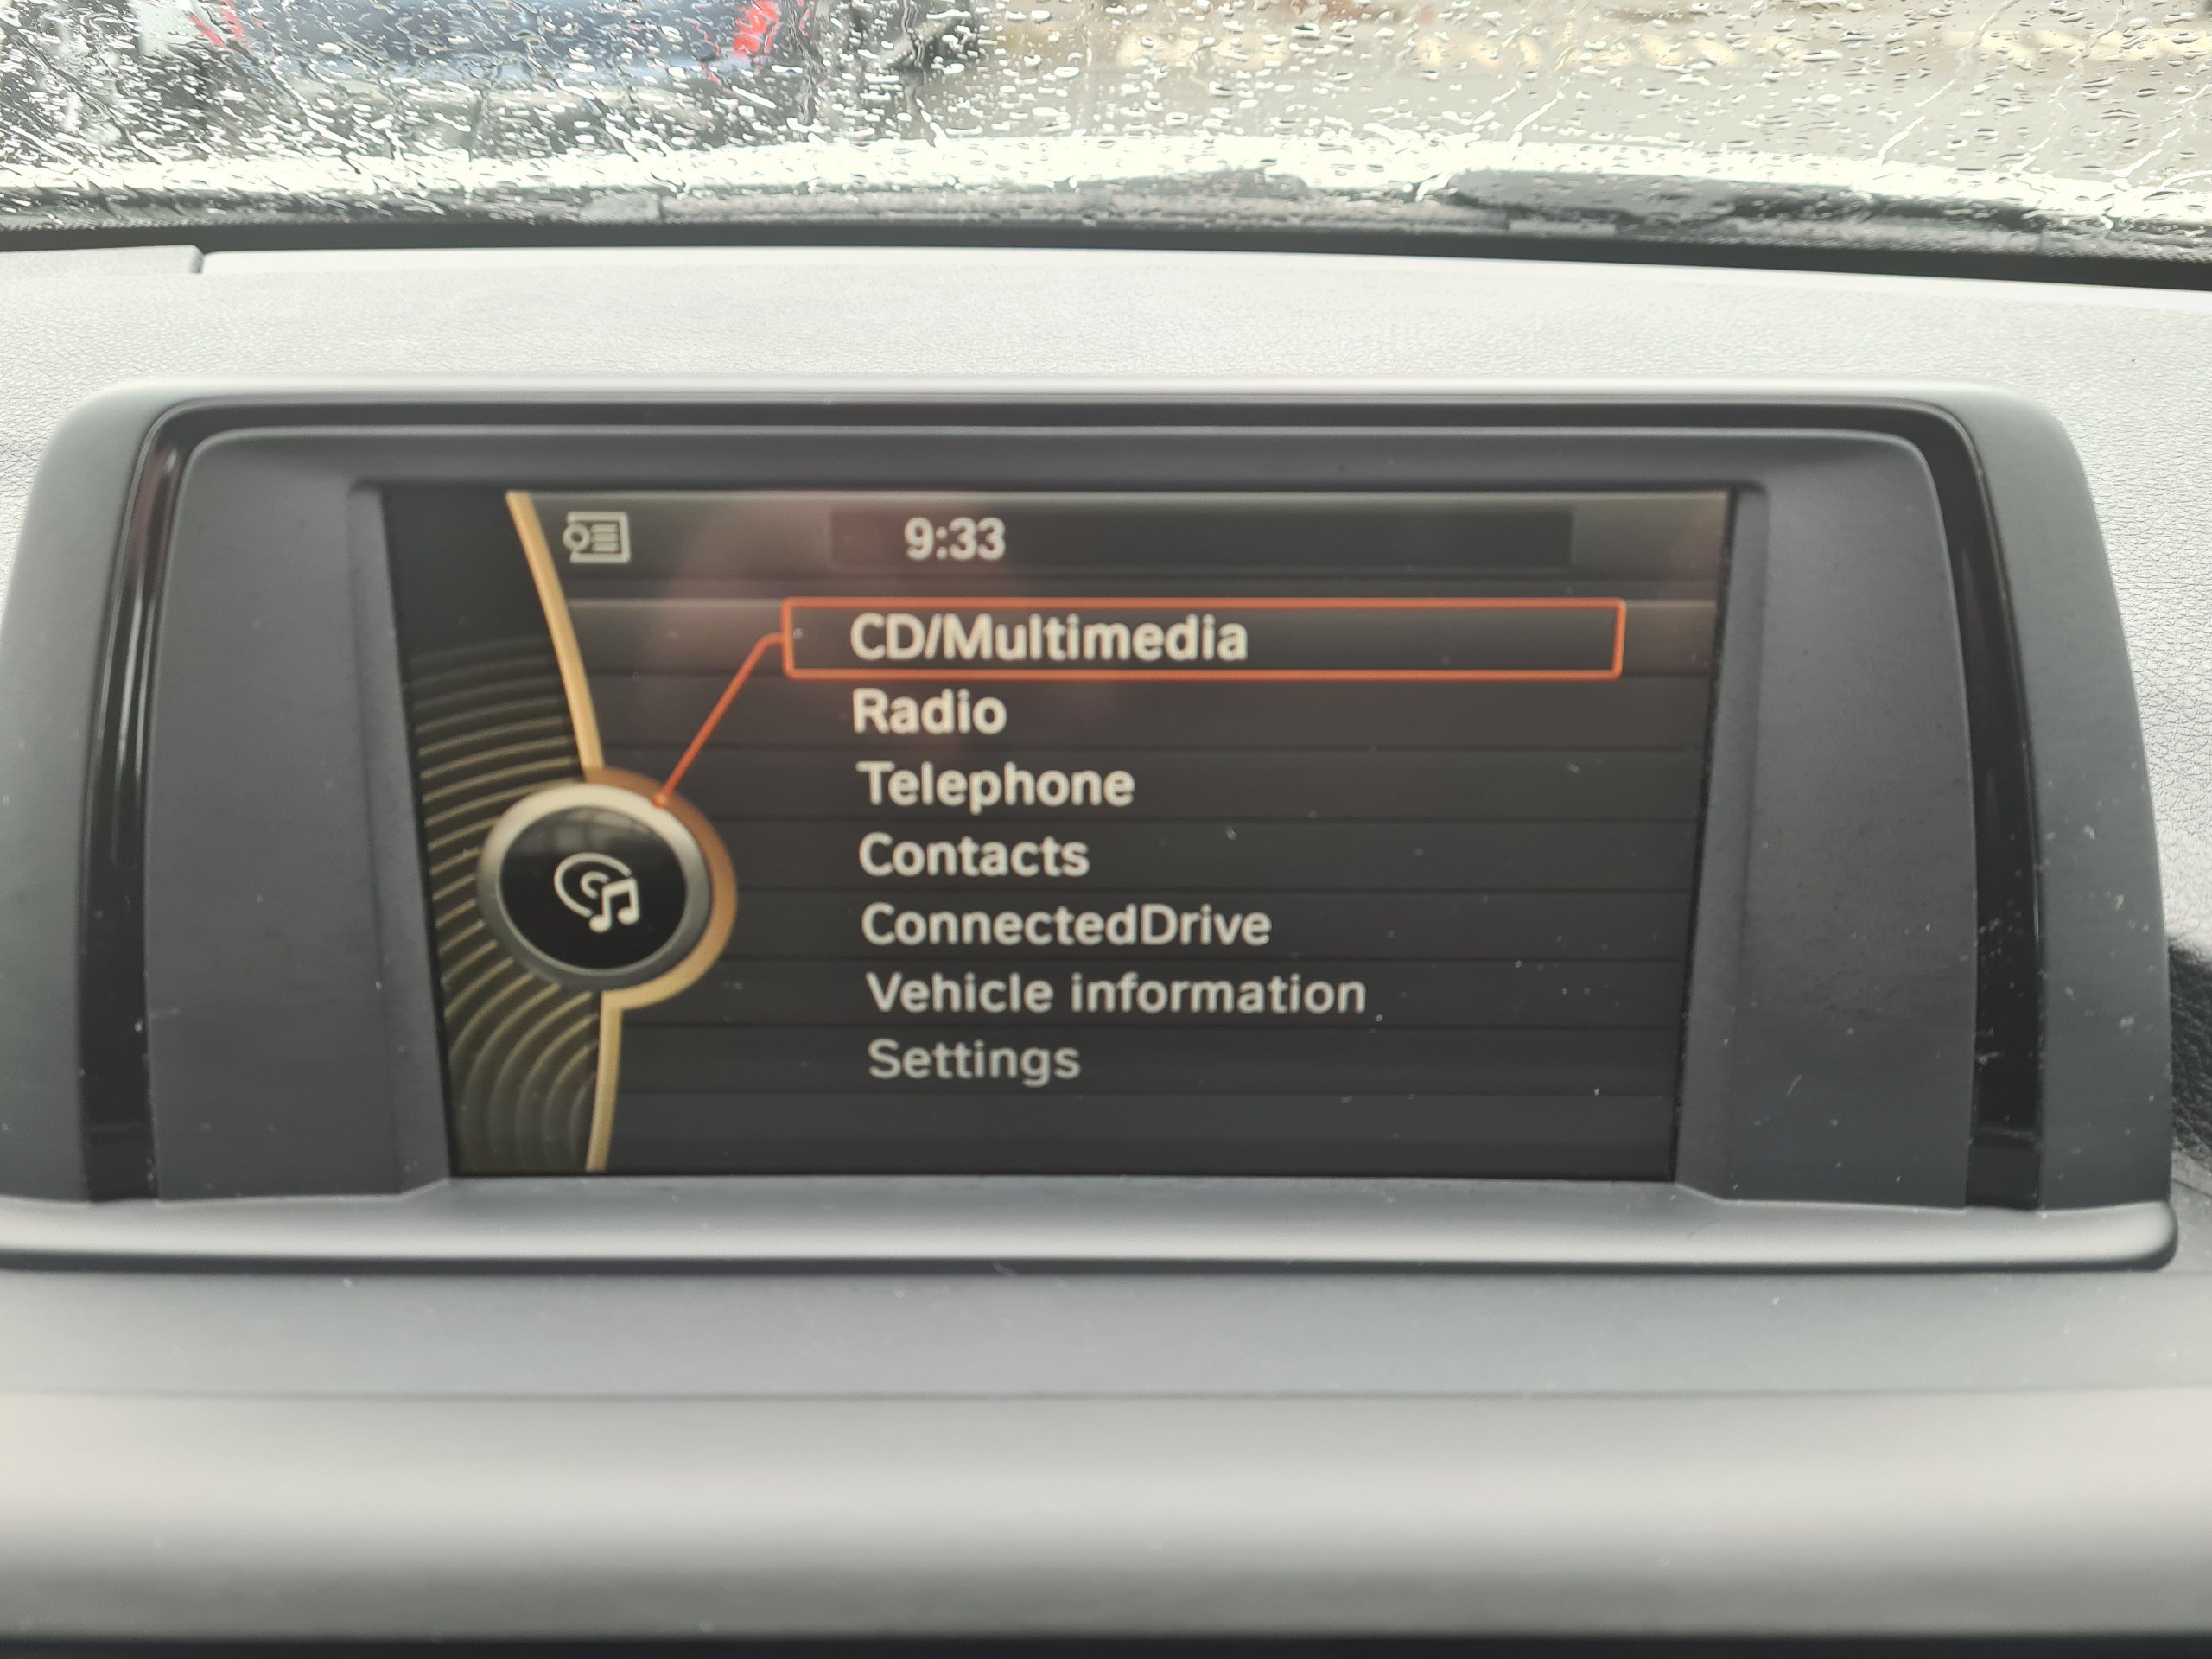 9:33
CD/Multimedia
Radio
Telephone
Contacts
ConnectedDrive
Vehicle information
Settings